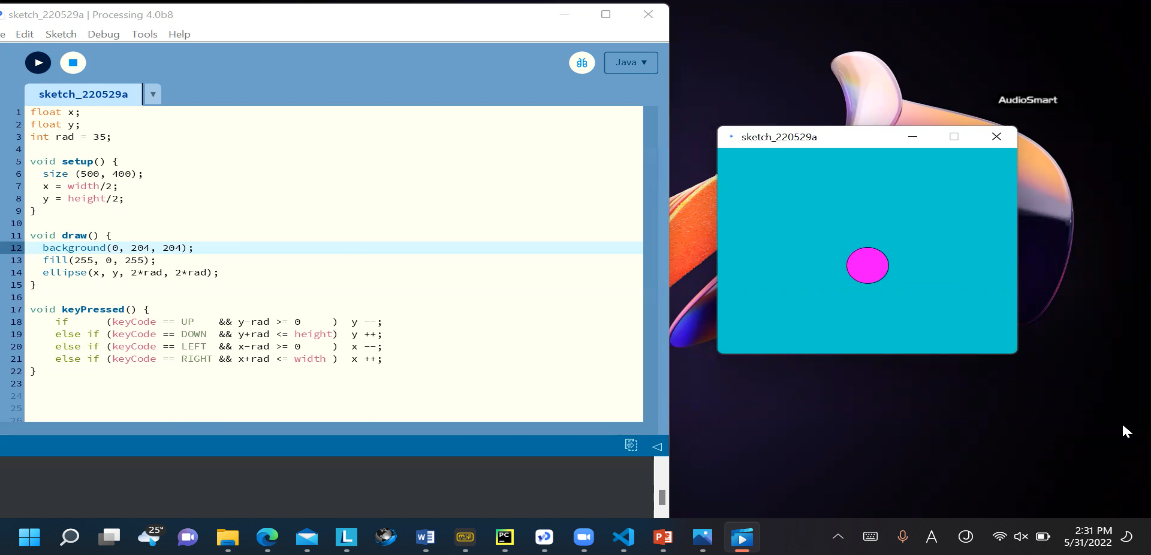 sketch_220529a | Processing 4.0b8
e Edit Sketch Debug Tools Help
Java ▼
sketch_220529a ▼
1 float x;
2 float y;
3 int rad = 35;
4
5 void setup() {
6 size (500, 400);
7 x = width/2;
8 y = height/2;
9 }
10
11 void draw() {
12 background(0, 204, 204);
13 fill(255, 0, 255);
14 ellipse(x, y, 2*rad, 2*rad);
15 }
16
17 void keyPressed() {
18 if (keyCode == UP && y-rad >= 0 ) y --;
19 else if (keyCode == DOWN && y+rad <= height) y ++;
20 else if (keyCode == LEFT && x-rad >= 0 ) x --;
21 else if (keyCode == RIGHT && x+rad <= width ) x ++;
22 }
23
24
25
26
AudioSmart
sketch_220529a
25°
L
W
PC
P
A
2:31 PM
5/31/2022